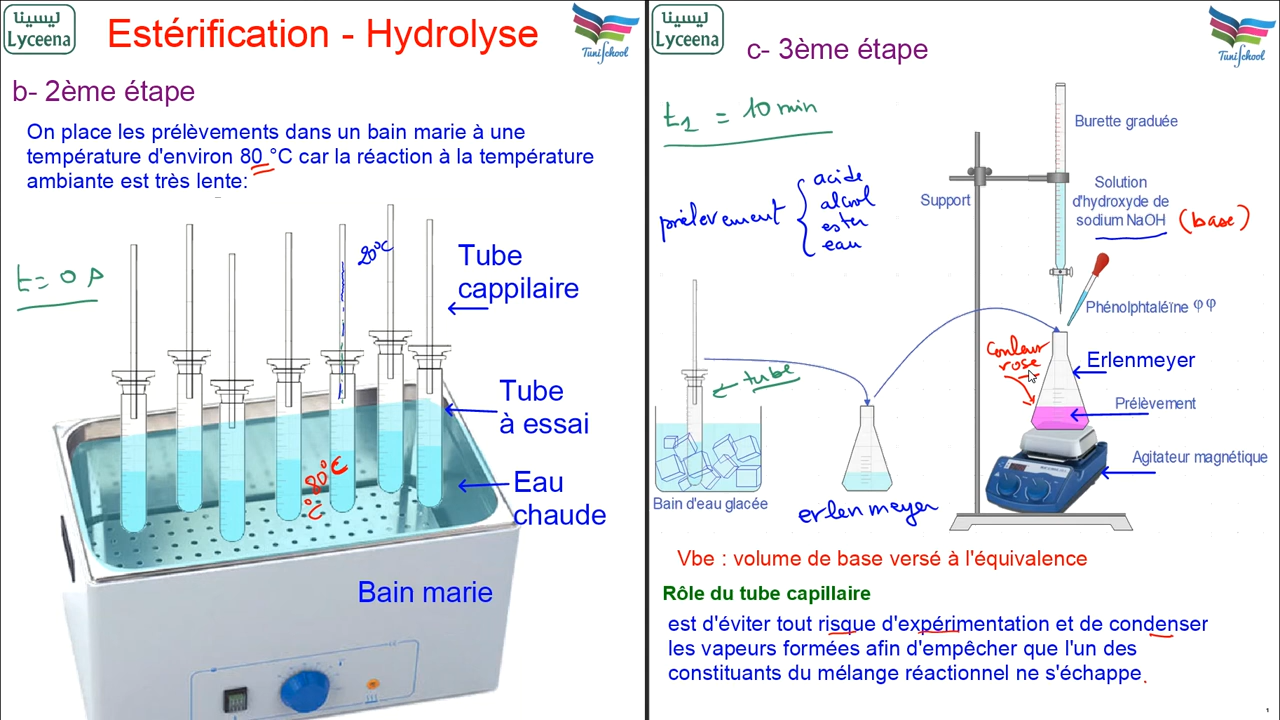 ليسينا
Lyceena
Estérification - Hydrolyse
TuniSchool
b- 2ème étape
On place les prélèvements dans un bain marie à une
température d'environ 80 °C car la réaction à la température
ambiante est très lente:
t = 0 s
20°C
Tube
cappilaire
Tube
à essai
80°C
Eau
chaude
Bain marie
ليسينا
Lyceena
c- 3ème étape
TuniSchool
t1 = 10 min
Burette graduée
prélèvement
acide
alcool
ester
eau
Support
Solution
d'hydroxyde de
sodium NaOH
(base)
Phénolphtaléïne φφ
couleur
rose
Erlenmeyer
tube
Prélèvement
Agitateur magnétique
Bain d'eau glacée
erlenmeyer
Vbe : volume de base versé à l'équivalence
Rôle du tube capillaire
est d'éviter tout risque d'expérimentation et de condenser
les vapeurs formées afin d'empêcher que l'un des
constituants du mélange réactionnel ne s'échappe.
1